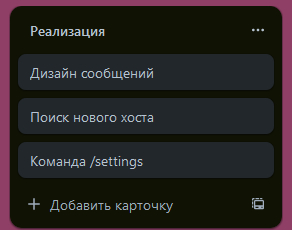 Реализация
Дизайн сообщений
Поиск нового хоста
Команда /settings
Добавить карточку